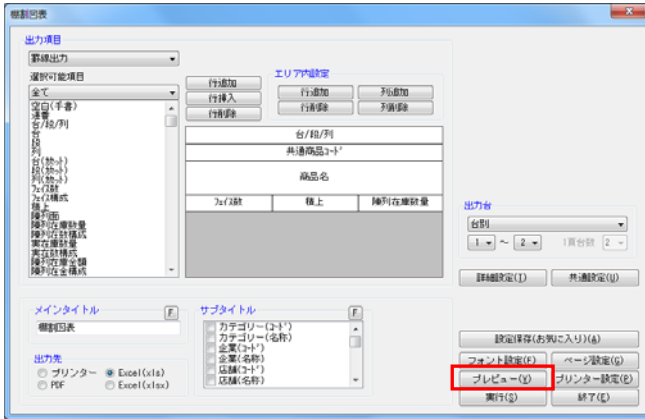 棚割図表
出力項目
罫線出力
選択可能項目
全て
空白(手書)
連番
台/段/列
台
段
列
台(カット)
段(カット)
列(カット)
フェイス数
フェイス構成
積上
陳列面
陳列在庫数量
陳列在数構成
実在庫数量
実在数構成
陳列在庫金額
陳列在金構成
行追加
行挿入
行削除
エリア内設定
行追加
列追加
行削除
列削除
台/段/列
共通商品コード
商品名
フェイス数
積上
陳列在庫数量
出力台
台別
1 ~ 2
1頁台数 2
詳細設定(I)
共通設定(U)
メインタイトル F
棚割図表
出力先
プリンター
Excel(xls)
PDF
Excel(xlsx)
サブタイトル F
カテゴリー(コード)
カテゴリー(名称)
企業(コード)
企業(名称)
店舗(コード)
店舗(名称)
設定保存(お気に入り)(A)
フォント設定(F)
ページ設定(G)
プレビュー(V)
プリンター設定(P)
実行(S)
終了(E)